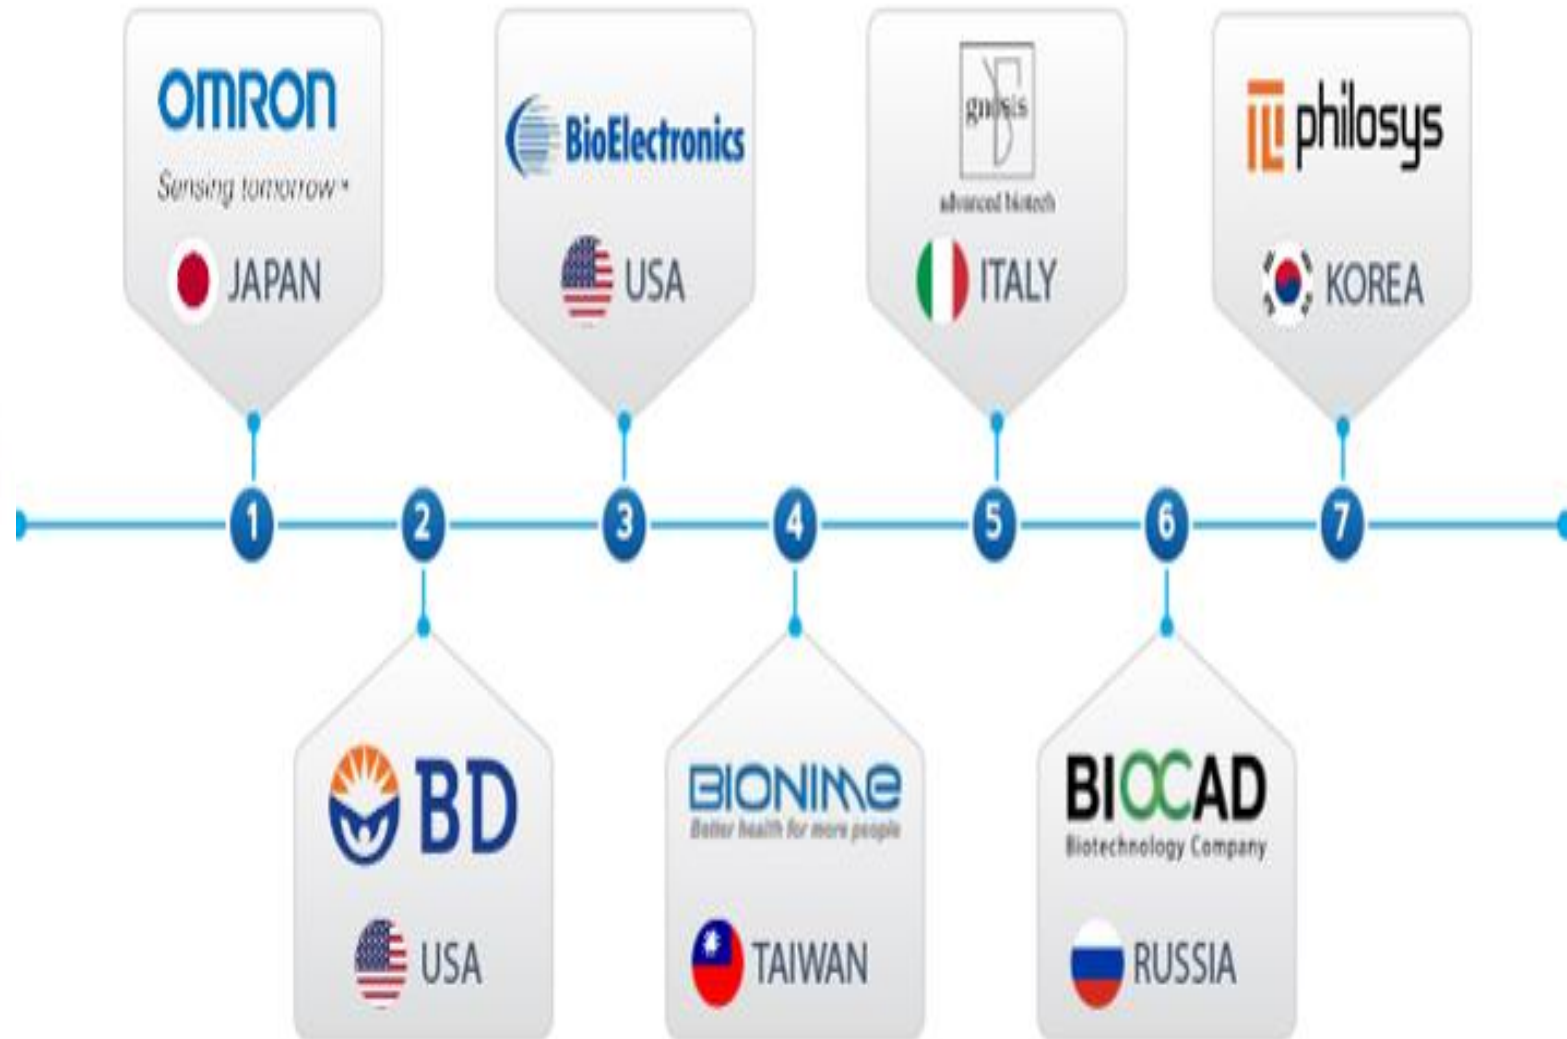 OMRON
Sensing tomorrow
JAPAN
BioElectronics
USA
gnosis
advanced biotech
ITALY
philosys
KOREA
1
2
3
4
5
6
7
BD
USA
BIONIME
Better health for more people
TAIWAN
BIOCAD
Biotechnology Company
RUSSIA